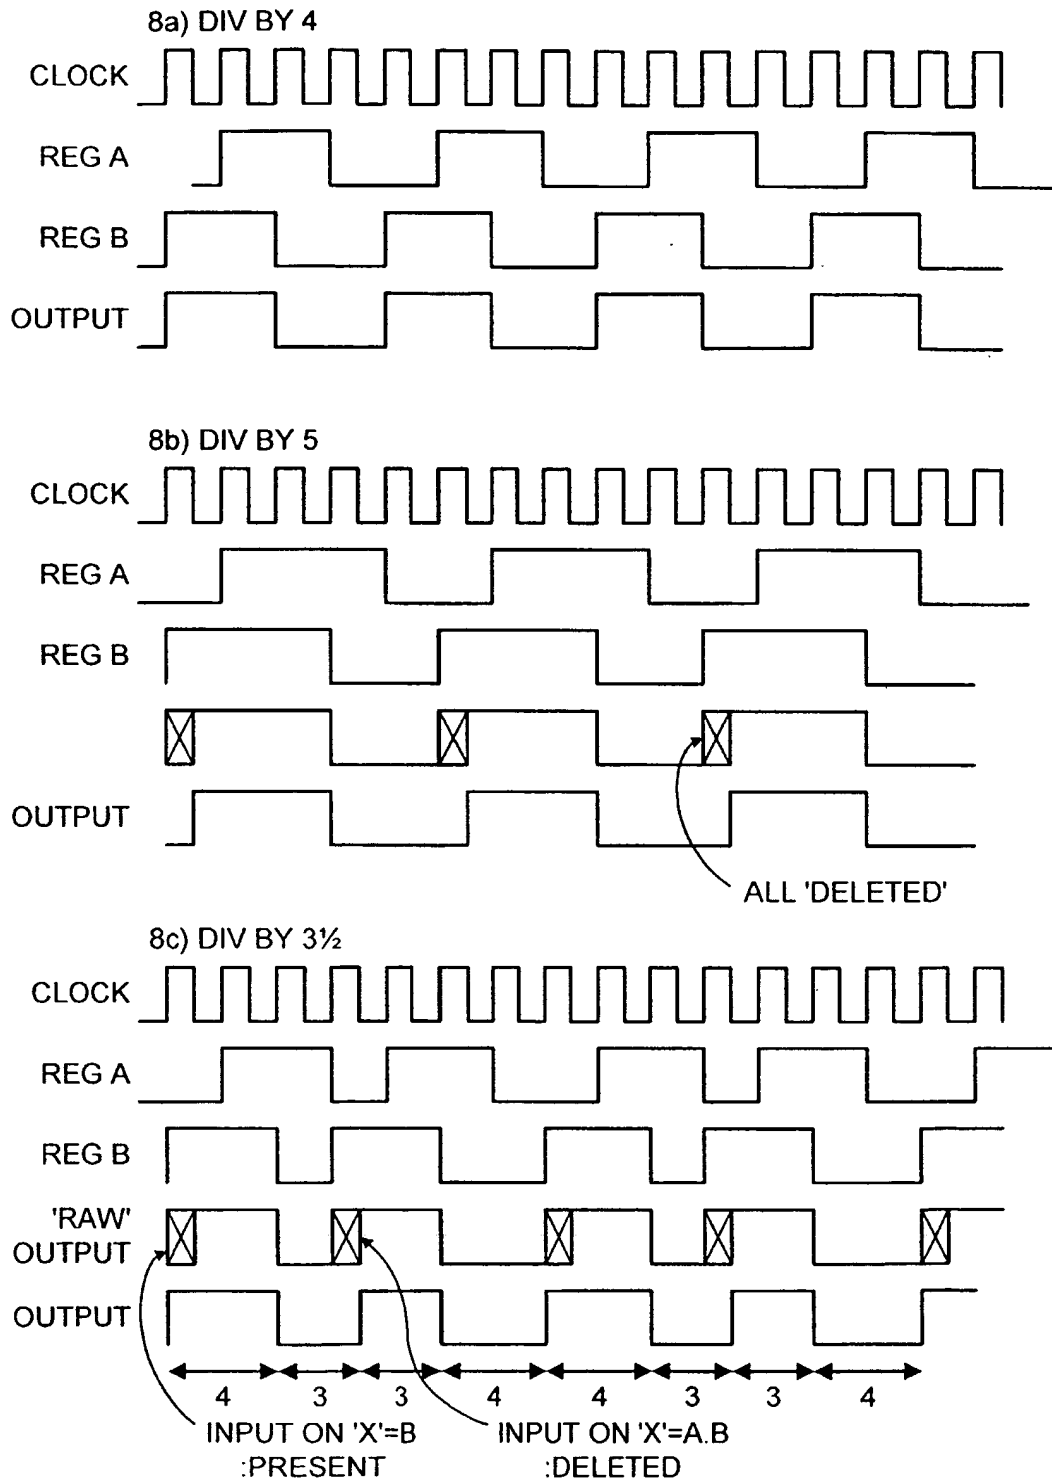 8a) DIV BY 4
CLOCK
REG A
REG B
OUTPUT
8b) DIV BY 5
CLOCK
REG A
REG B
OUTPUT
ALL 'DELETED'
8c) DIV BY 3½
CLOCK
REG A
REG B
'RAW'
OUTPUT
OUTPUT
4 3 3 4 4 3 3 4
INPUT ON 'X'=B
:PRESENT
INPUT ON 'X'=A.B
:DELETED